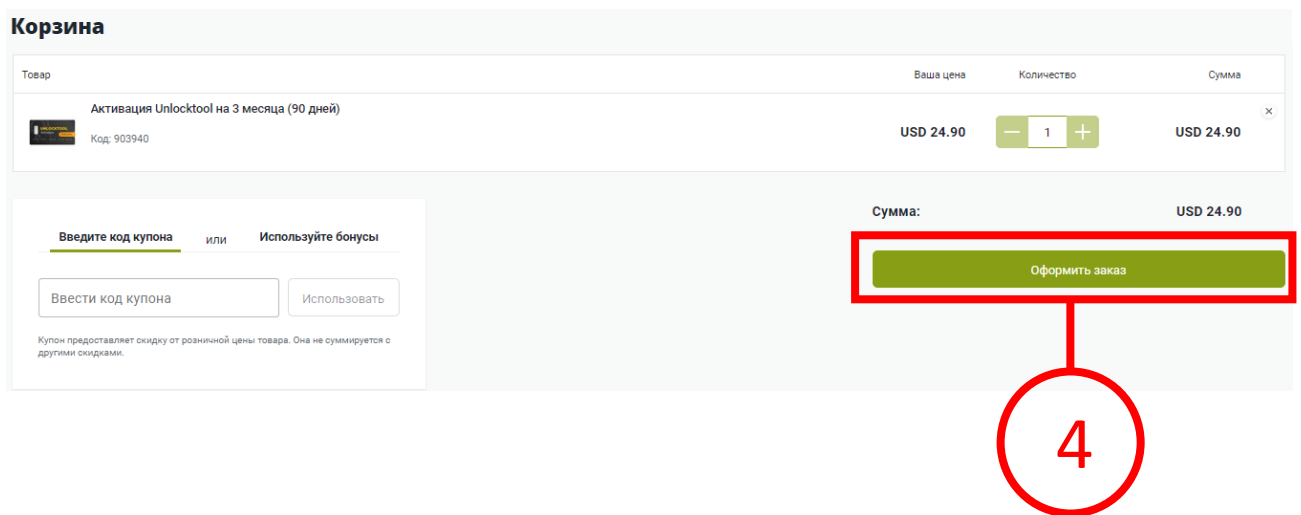 Корзина
Товар Ваша цена Количество Сумма
Активация Unlocktool на 3 месяца (90 дней)
Код: 903940
USD 24.90 1 USD 24.90
Сумма: USD 24.90
Введите код купона или Используйте бонусы
Оформить заказ
Ввести код купона Использовать
Купон предоставляет скидку от розничной цены товара. Она не суммируется с
другими скидками.
4